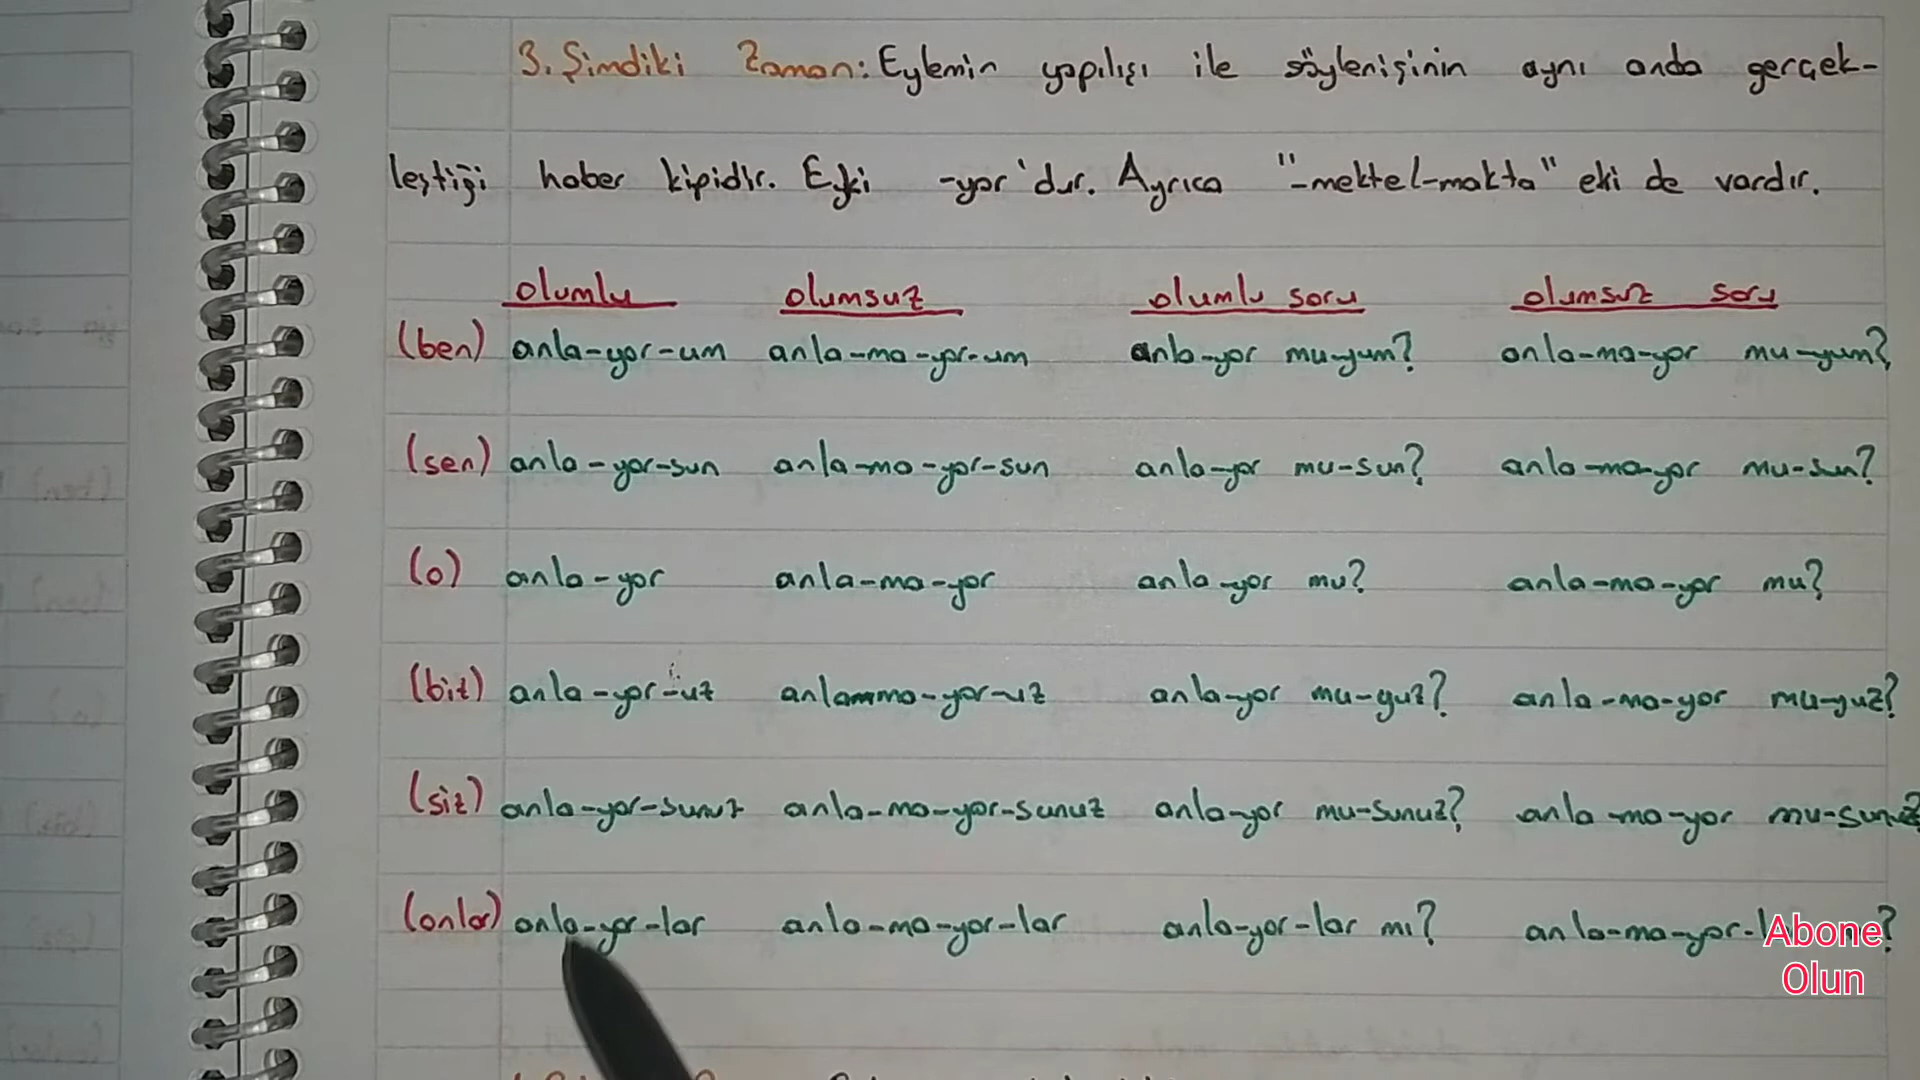 3. Şimdiki Zaman: Eylemin yapılışı ile söylenişinin aynı anda gerçek-
leştiği haber kipidir. Eki -yor'dur. Ayrıca "-mekte/-makta" eki de vardır.
olumlu olumsuz olumlu soru olumsuz soru
(ben) anla-yor-um anla-ma-yor-um anla-yor mu-yum? anla-ma-yor mu-yum?
(sen) anla-yor-sun anla-ma-yor-sun anla-yor mu-sun? anla-ma-yor mu-sun?
(o) anla-yor anla-ma-yor anla-yor mu? anla-ma-yor mu?
(biz) anla-yor-uz anlamma-yor-uz anla-yor mu-yuz? anla-ma-yor mu-yuz?
(siz) anla-yor-sunuz anla-ma-yor-sunuz anla-yor mu-sunuz? anla-ma-yor mu-sunuz?
(onlar) anla-yor-lar anla-ma-yor-lar anla-yor-lar mı? anla-ma-yor-
Abone
Olun